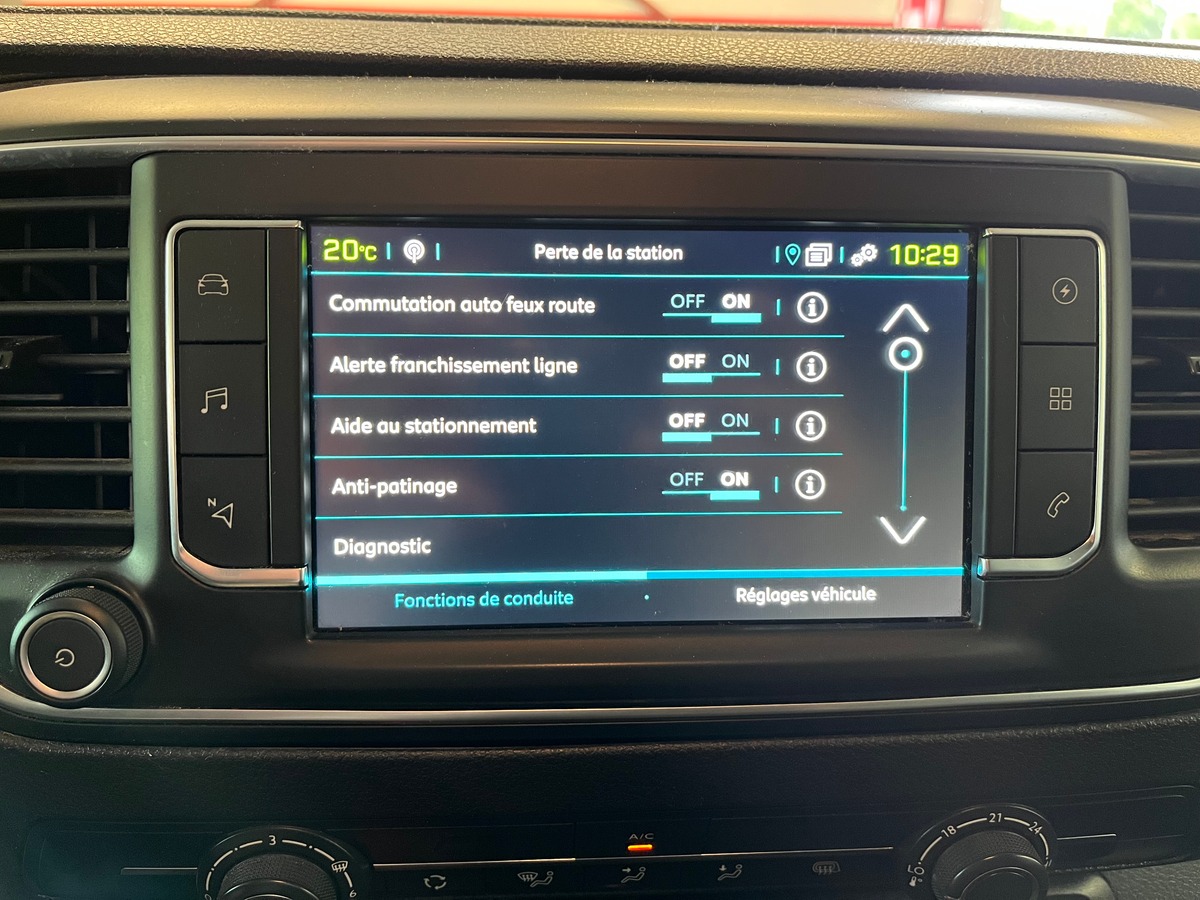 20°C Perte de la station 10:29
Commutation auto feux route OFF ON
Alerte franchissement ligne OFF ON
Aide au stationnement OFF ON
Anti-patinage OFF ON
Diagnostic
Fonctions de conduite Réglages véhicule
N
A/C
3
6
18 21 24